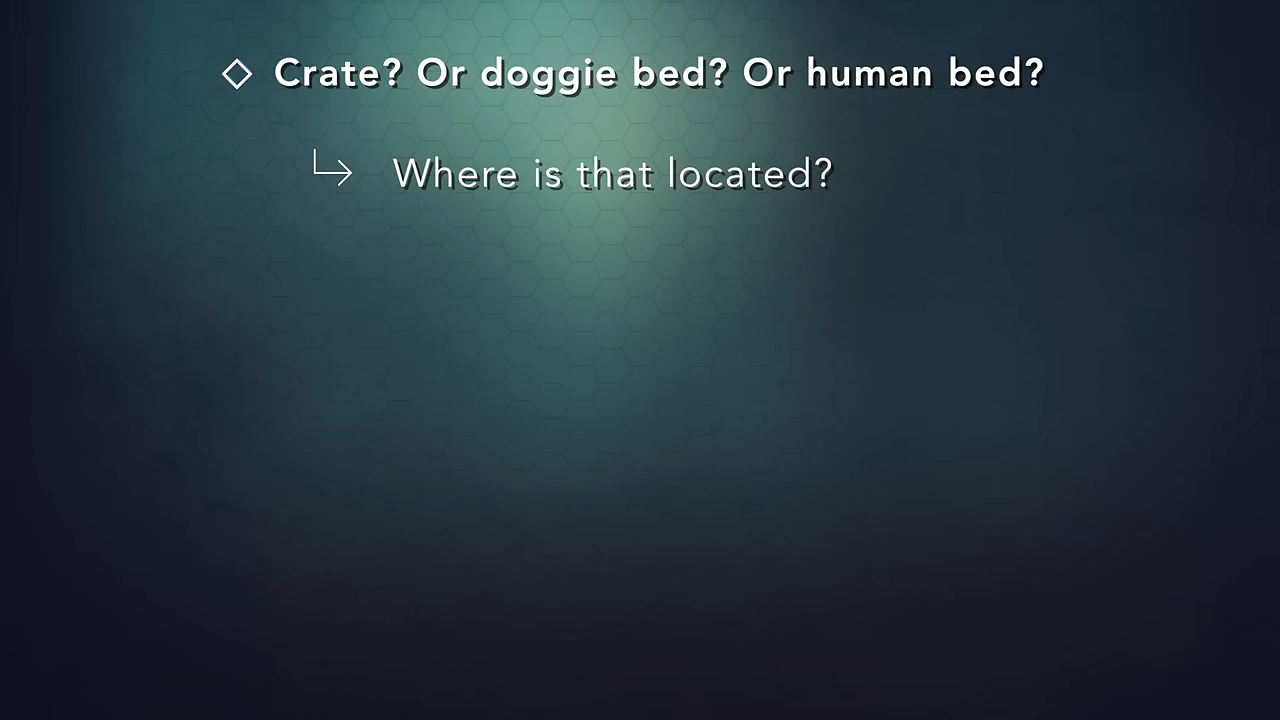 Crate? Or doggie bed? Or human bed?
Where is that located?